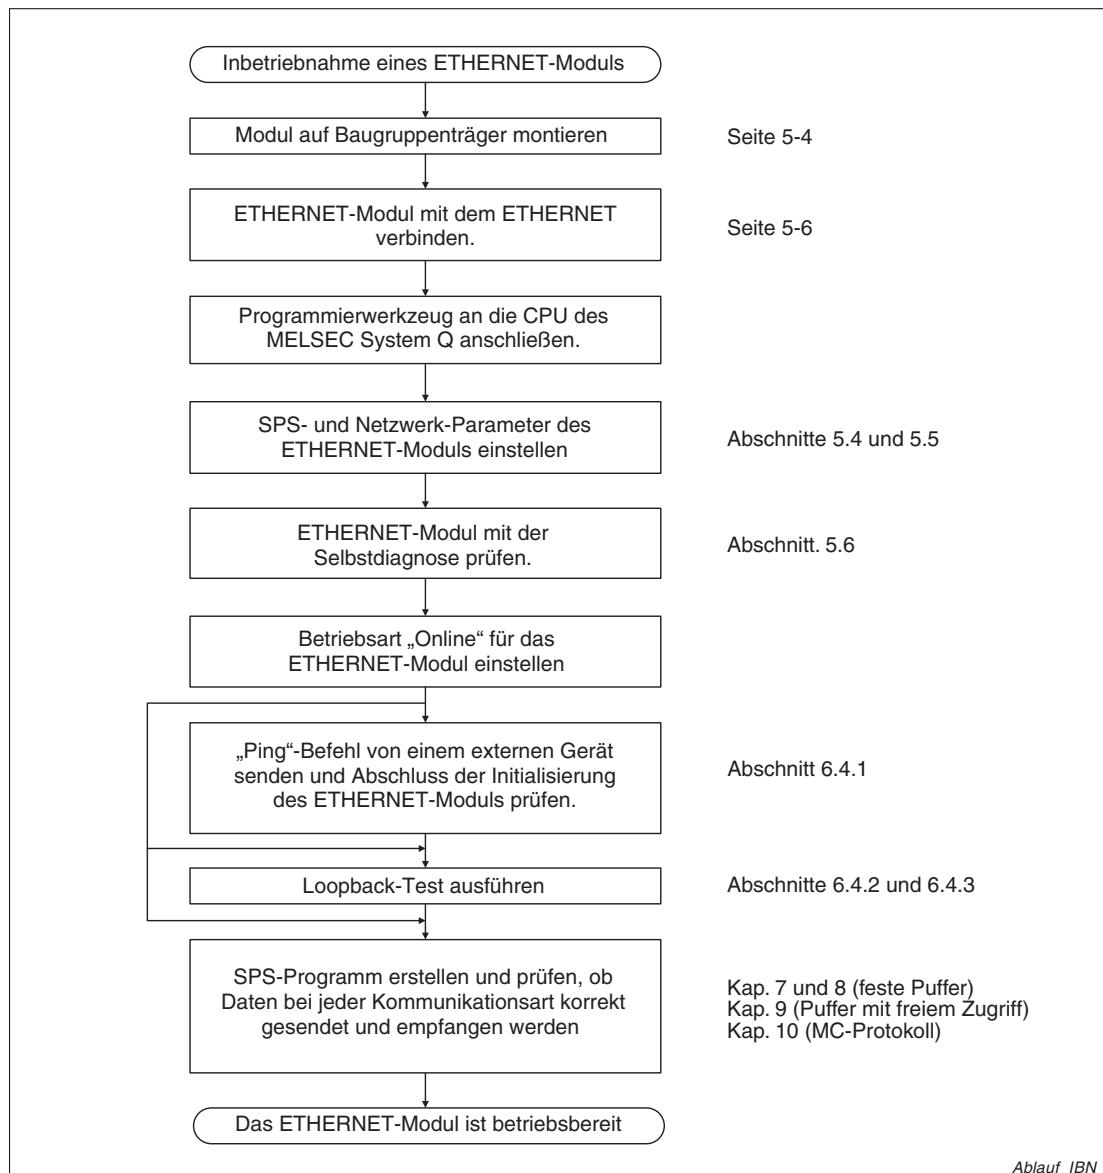 Inbetriebnahme eines ETHERNET-Moduls
Modul auf Baugruppenträger montieren
Seite 5-4
ETHERNET-Modul mit dem ETHERNET
verbinden.
Seite 5-6
Programmierwerkzeug an die CPU des
MELSEC System Q anschließen.
SPS- und Netzwerk-Parameter des
ETHERNET-Moduls einstellen
Abschnitte 5.4 und 5.5
ETHERNET-Modul mit der
Selbstdiagnose prüfen.
Abschnitt. 5.6
Betriebsart „Online“ für das
ETHERNET-Modul einstellen
„Ping“-Befehl von einem externen Gerät
senden und Abschluss der Initialisierung
des ETHERNET-Moduls prüfen.
Abschnitt 6.4.1
Loopback-Test ausführen
Abschnitte 6.4.2 und 6.4.3
SPS-Programm erstellen und prüfen, ob
Daten bei jeder Kommunikationsart korrekt
gesendet und empfangen werden
Kap. 7 und 8 (feste Puffer)
Kap. 9 (Puffer mit freiem Zugriff)
Kap. 10 (MC-Protokoll)
Das ETHERNET-Modul ist betriebsbereit
Ablauf_IBN